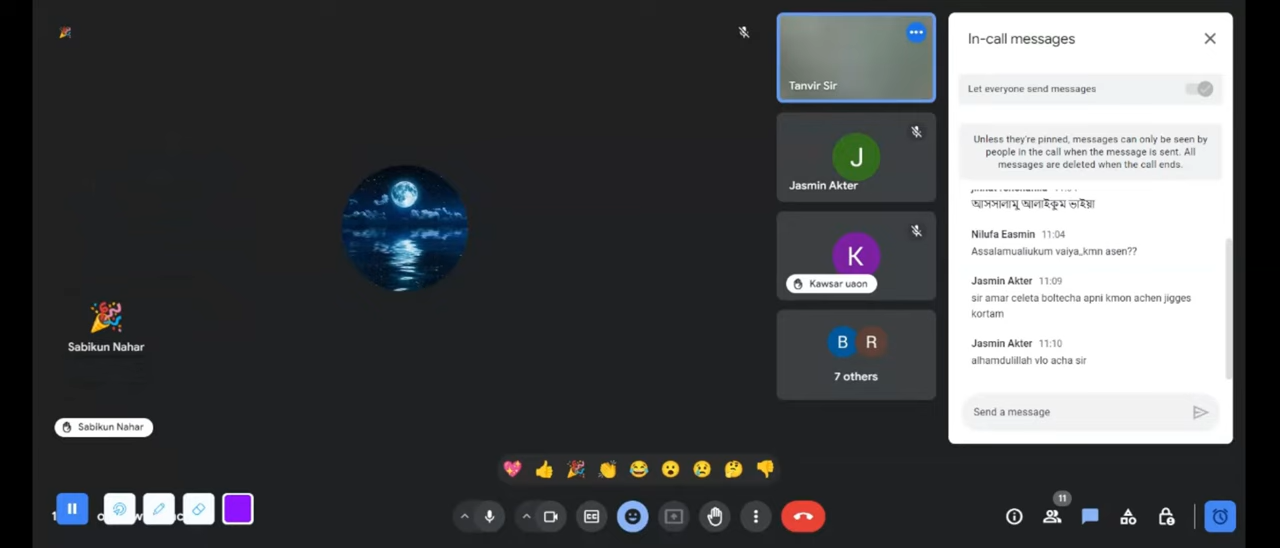 In-call messages
Let everyone send messages
Unless they're pinned, messages can only be seen by
people in the call when the message is sent. All
messages are deleted when the call ends.
আসসালামু আলাইকুম ভাইয়া
Nilufa Easmin 11:04
Assalamualiukum vaiya,kmn asen??
Jasmin Akter 11:09
sir amar celeta boltecha apni kmon achen jigges
kortam
Jasmin Akter 11:10
alhamdulillah vlo acha sir
Send a message
Tanvir Sir
J
Jasmin Akter
K
Kawsar uaon
B R
7 others
Sabikun Nahar
Sabikun Nahar
11